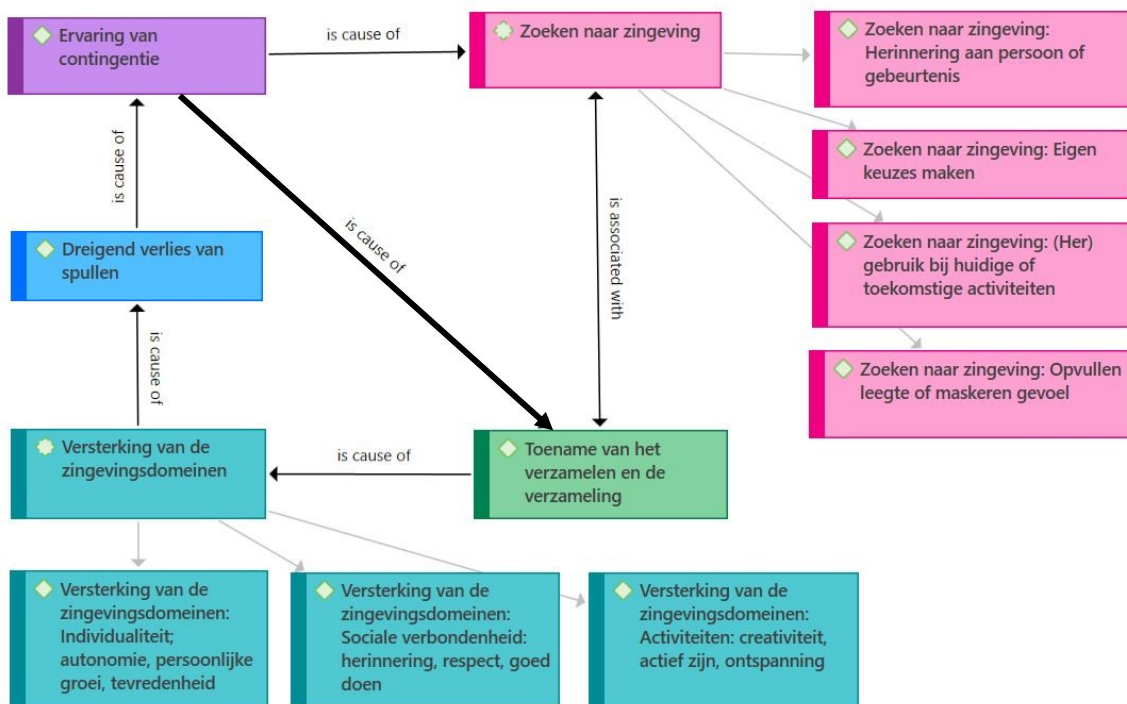 Ervaring van
contingentie
is cause of
Zoeken naar zingeving
Zoeken naar zingeving:
Herinnering aan persoon of
gebeurtenis
Zoeken naar zingeving: Eigen
keuzes maken
Zoeken naar zingeving: (Her)
gebruik bij huidige of
toekomstige activiteiten
Zoeken naar zingeving: Opvullen
leegte of maskeren gevoel
is cause of
is cause of
is associated with
Dreigend verlies van
spullen
is cause of
Versterking van de
zingevingsdomeinen
is cause of
Toename van het
verzamelen en de
verzameling
Versterking van de
zingevingsdomeinen:
Individualiteit;
autonomie, persoonlijke
groei, tevredenheid
Versterking van de
zingevingsdomeinen:
Sociale verbondenheid:
herinnering, respect, goed
doen
Versterking van de
zingevingsdomeinen:
Activiteiten: creativiteit,
actief zijn, ontspanning